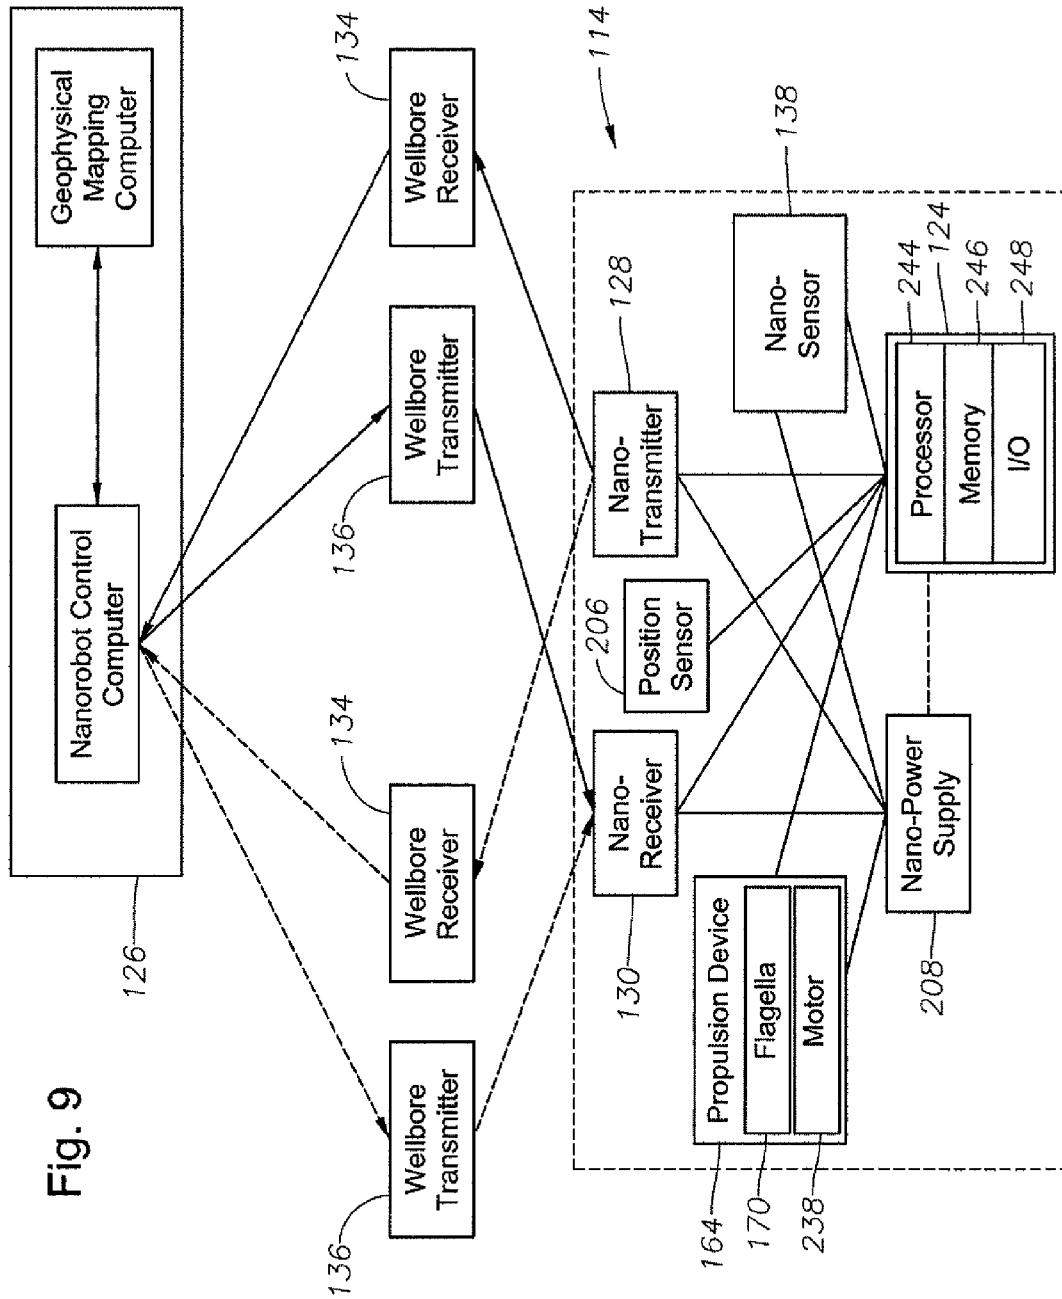 Fig. 9
126
Nanorobot Control
Computer
Geophysical
Mapping
Computer
136
Wellbore
Transmitter
134
Wellbore
Receiver
136
Wellbore
Transmitter
134
Wellbore
Receiver
114
130
Nano-
Receiver
206
Position
Sensor
128
Nano-
Transmitter
138
Nano-
Sensor
164
Propulsion Device
170
Flagella
238
Motor
208
Nano-Power
Supply
Processor
244
124
Memory
246
I/O
248